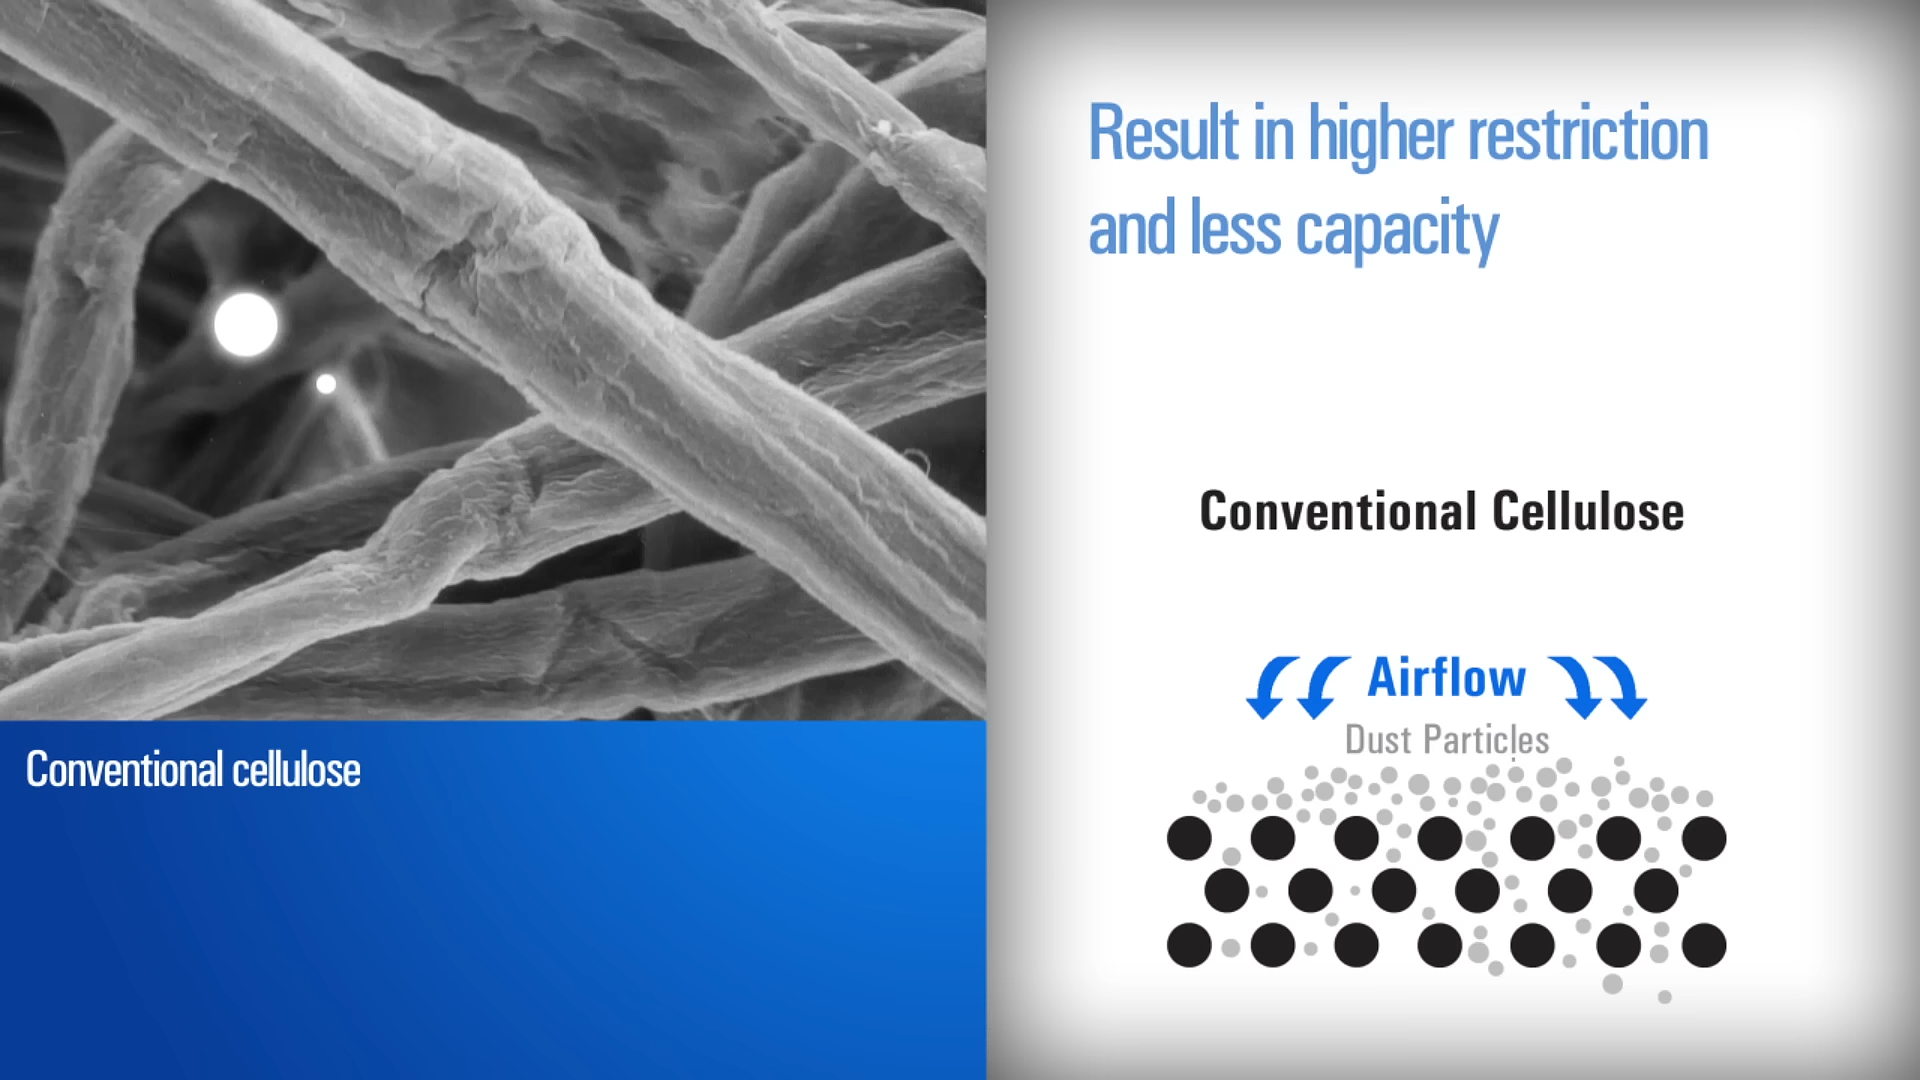 Result in higher restriction
and less capacity
Conventional Cellulose
Airflow
Dust Particles
Conventional cellulose